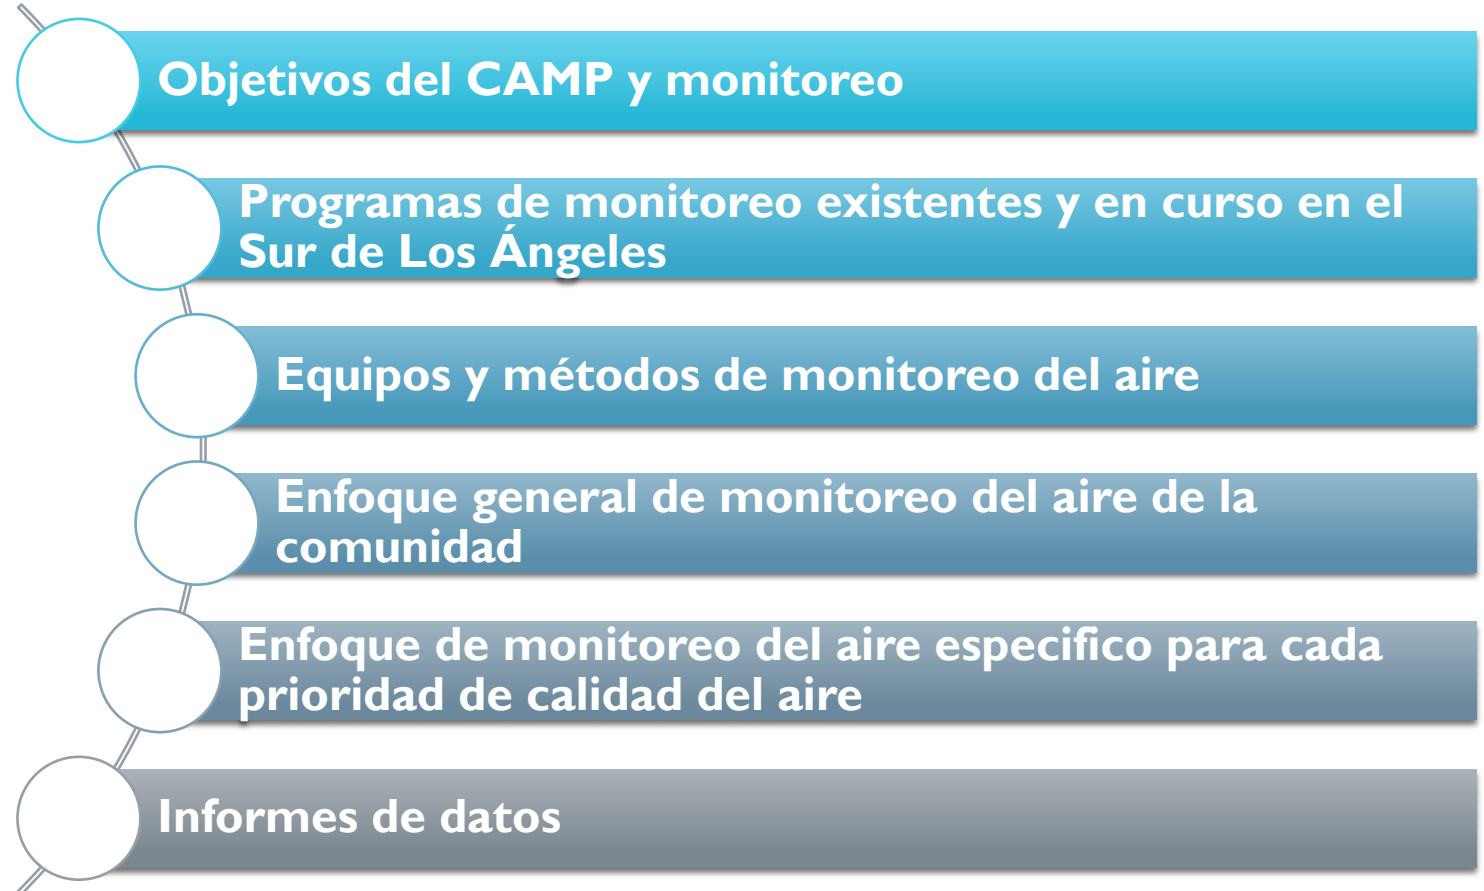 Objetivos del CAMP y monitoreo
Programas de monitoreo existentes y en curso en el
Sur de Los Ángeles
Equipos y métodos de monitoreo del aire
Enfoque general de monitoreo del aire de la
comunidad
Enfoque de monitoreo del aire especifico para cada
prioridad de calidad del aire
Informes de datos